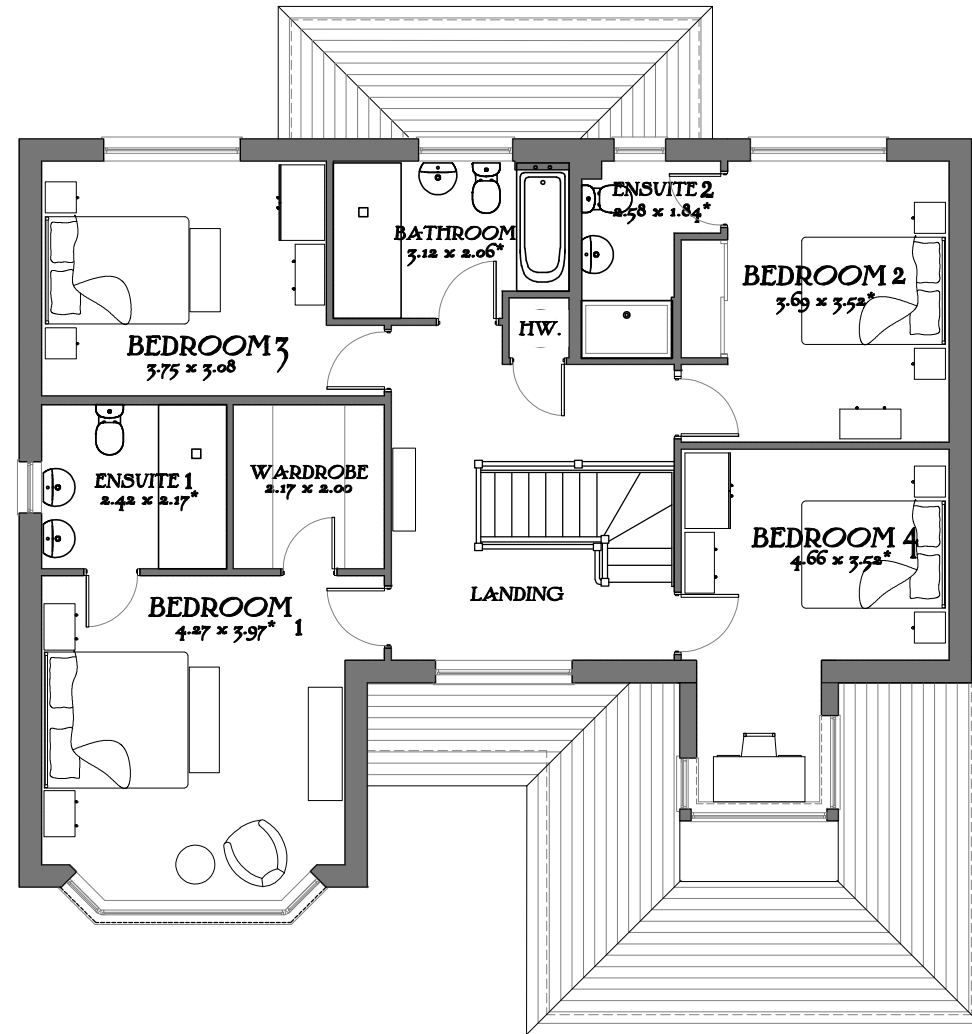 ENSUITE 2
2.58 x 1.84*
BATHROOM
3.12 x 2.06*
BEDROOM 2
3.69 x 3.52*
HW.
BEDROOM 3
3.75 x 3.08
WARDROBE
2.17 x 2.00
ENSUITE 1
2.42 x 2.17*
BEDROOM 4
4.66 x 3.52*
LANDING
BEDROOM 1
4.27 x 3.97*